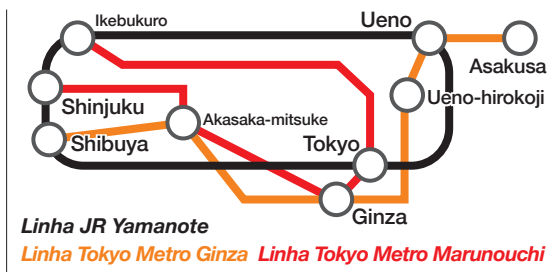 Ikebukuro
Ueno
Asakusa
Shinjuku
Ueno-hirokoji
Akasaka-mitsuke
Shibuya
Tokyo
Ginza
Linha JR Yamanote
Linha Tokyo Metro Ginza Linha Tokyo Metro Marunouchi